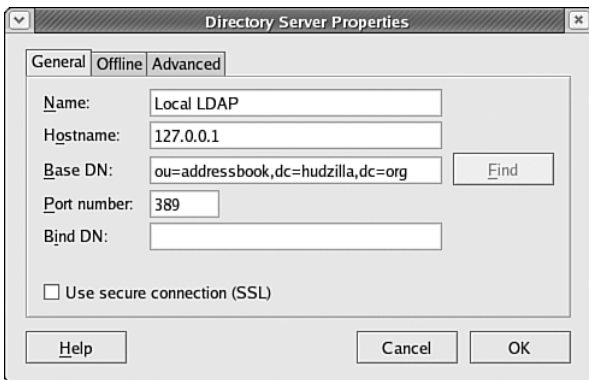 Directory Server Properties
General Offline Advanced
Name: Local LDAP
Hostname: 127.0.0.1
Base DN: ou=addressbook,dc=hudzilla,dc=org Find
Port number: 389
Bind DN:
Use secure connection (SSL)
Help Cancel OK